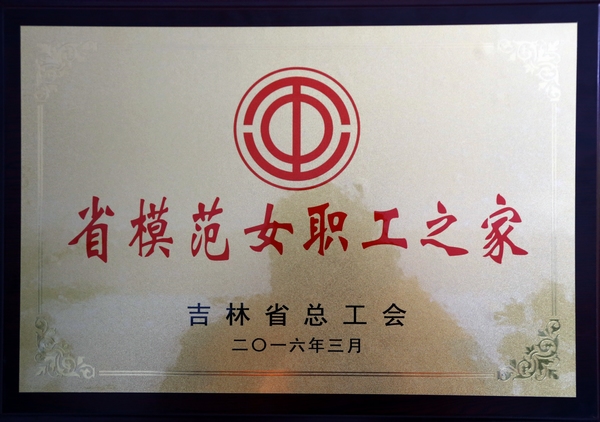 省模范女职工之家
吉林省总工会
二〇一六年三月